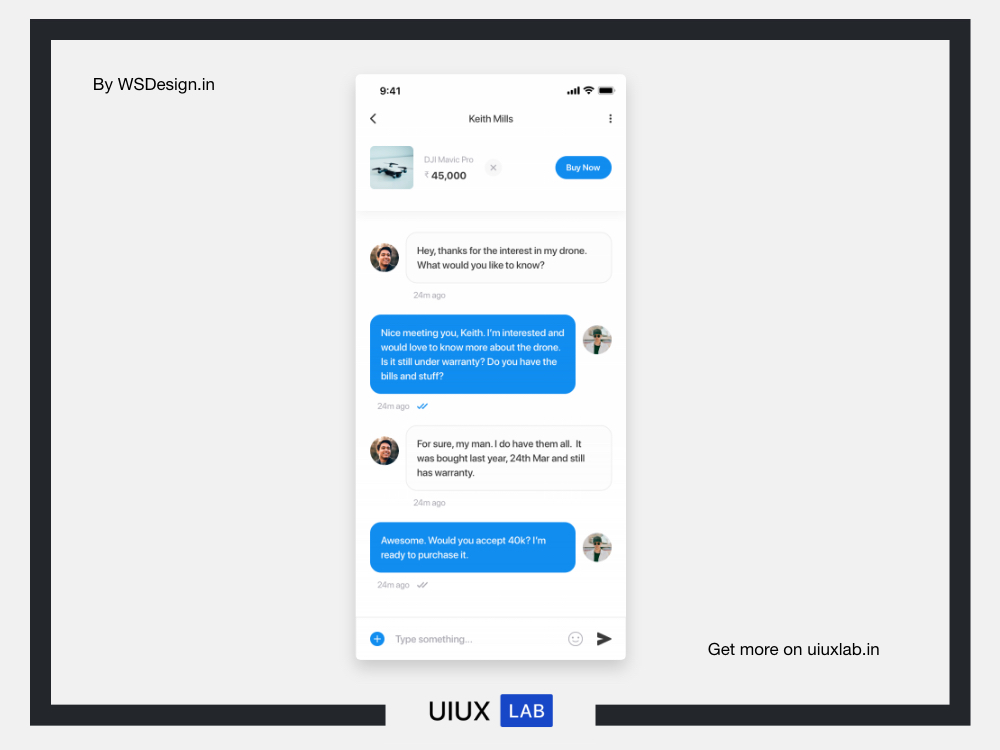 By WSDesign.in
9:41
Keith Mills
DJI Mavic Pro
₹ 45,000
Buy Now
Hey, thanks for the interest in my drone.
What would you like to know?
24m ago
Nice meeting you, Keith. I'm interested and
would love to know more about the drone.
Is it still under warranty? Do you have the
bills and stuff?
24m ago
For sure, my man. I do have them all. It
was bought last year, 24th Mar and still
has warranty.
24m ago
Awesome. Would you accept 40k? I'm
ready to purchase it.
24m ago
Type something...
Get more on uiuxlab.in
UIUX LAB